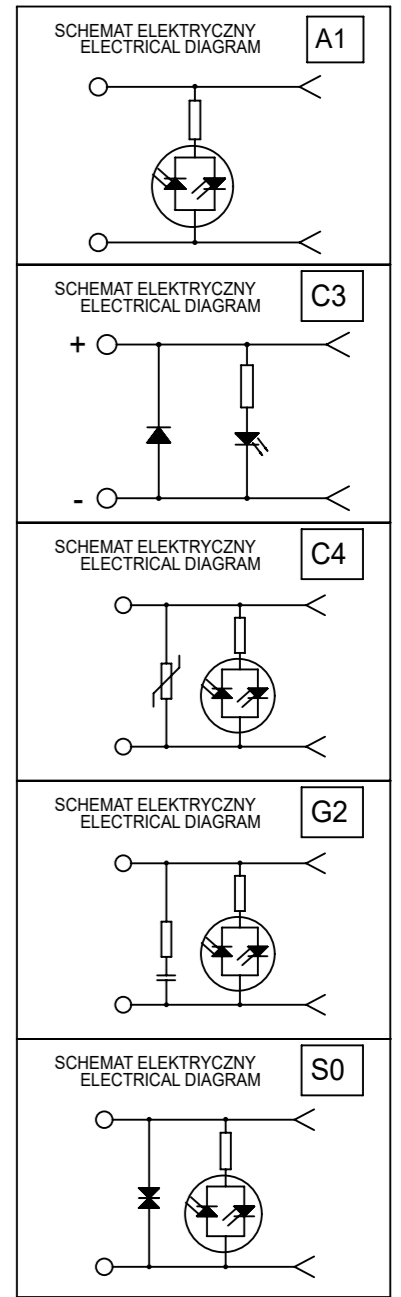 SCHEMAT ELEKTRYCZNY
ELECTRICAL DIAGRAM
A1
SCHEMAT ELEKTRYCZNY
ELECTRICAL DIAGRAM
C3
+
-
SCHEMAT ELEKTRYCZNY
ELECTRICAL DIAGRAM
C4
SCHEMAT ELEKTRYCZNY
ELECTRICAL DIAGRAM
G2
SCHEMAT ELEKTRYCZNY
ELECTRICAL DIAGRAM
S0